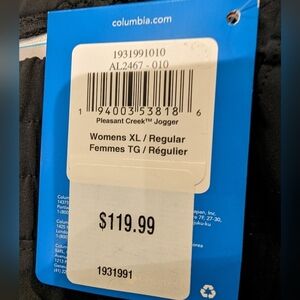 columbia.com
1931991010
AL2467 - 010
1 94003 53818 6
Pleasant Creek™ Jogger
Womens XL / Regular
Femmes TG / Régulier
$119.99
1931991